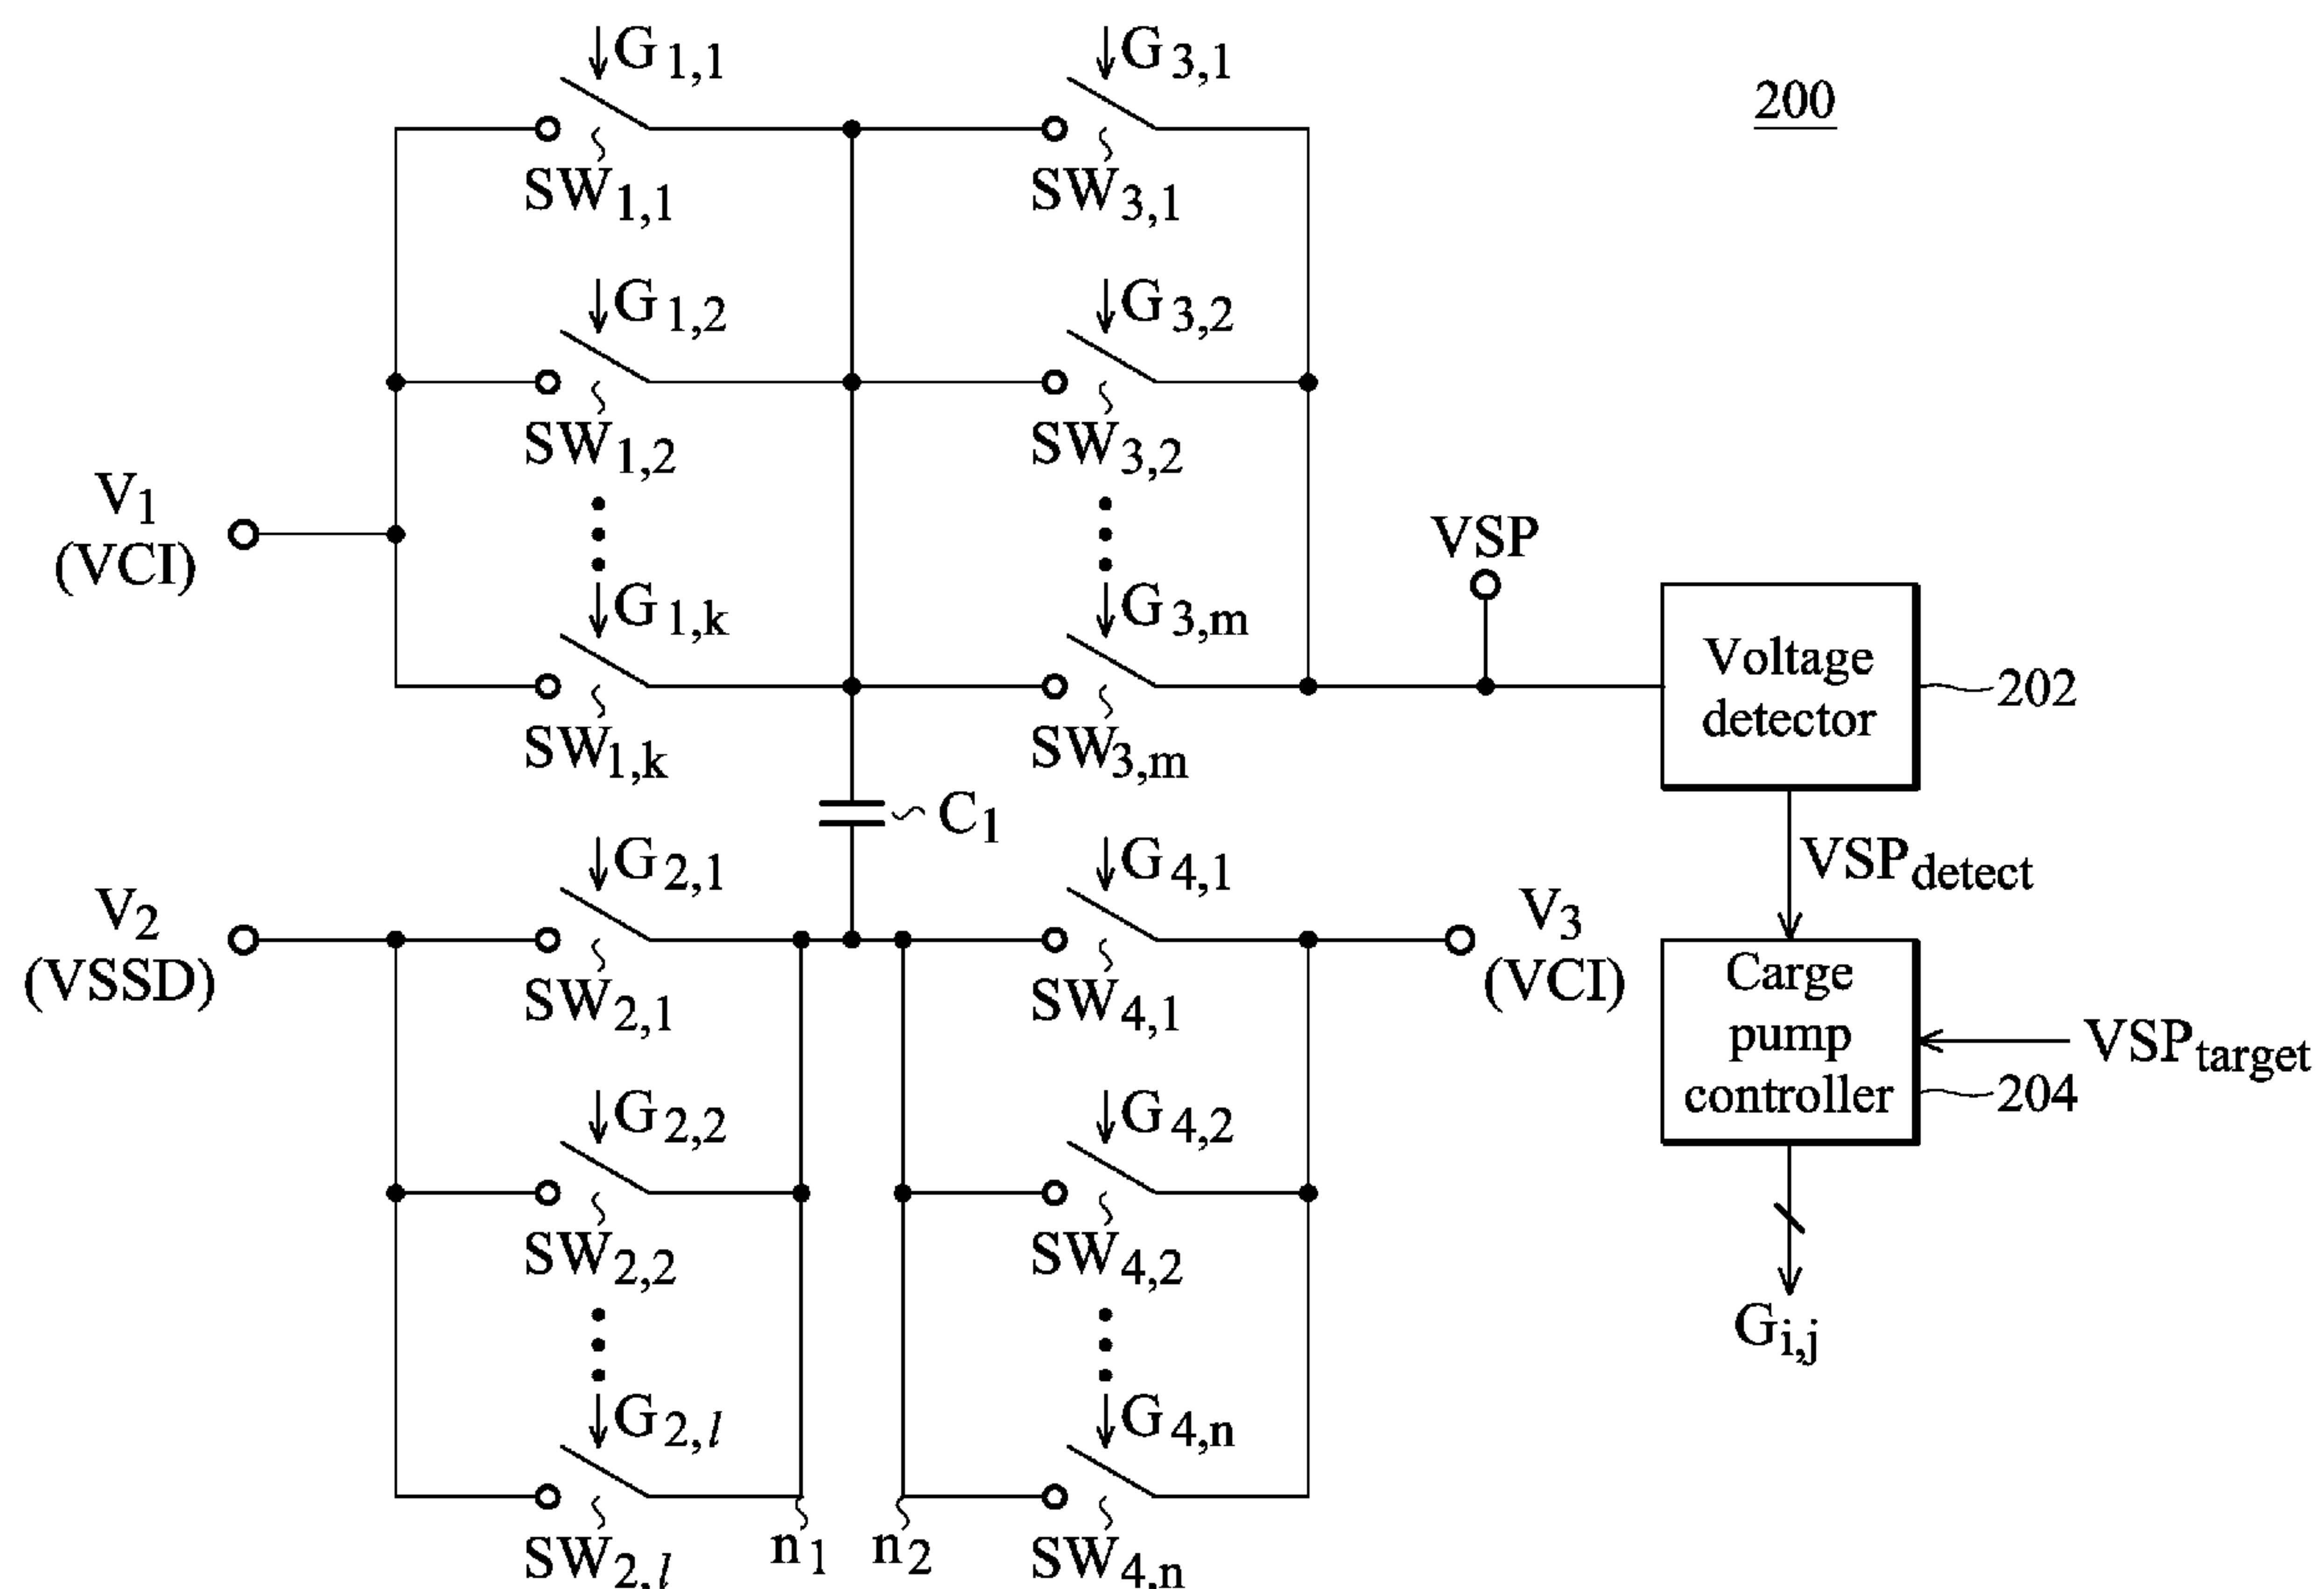 200
G1,1
SW1,1
G3,1
SW3,1
G1,2
SW1,2
G3,2
SW3,2
V1
(VCI)
G1,k
SW1,k
G3,m
SW3,m
VSP
Voltage
detector
202
C1
VSPdetect
V2
(VSSD)
G2,1
SW2,1
G4,1
SW4,1
V3
(VCI)
Carge
pump
controller
204
VSPtarget
G2,2
SW2,2
G4,2
SW4,2
Gi,j
G2,l
SW2,l
n1
n2
G4,n
SW4,n